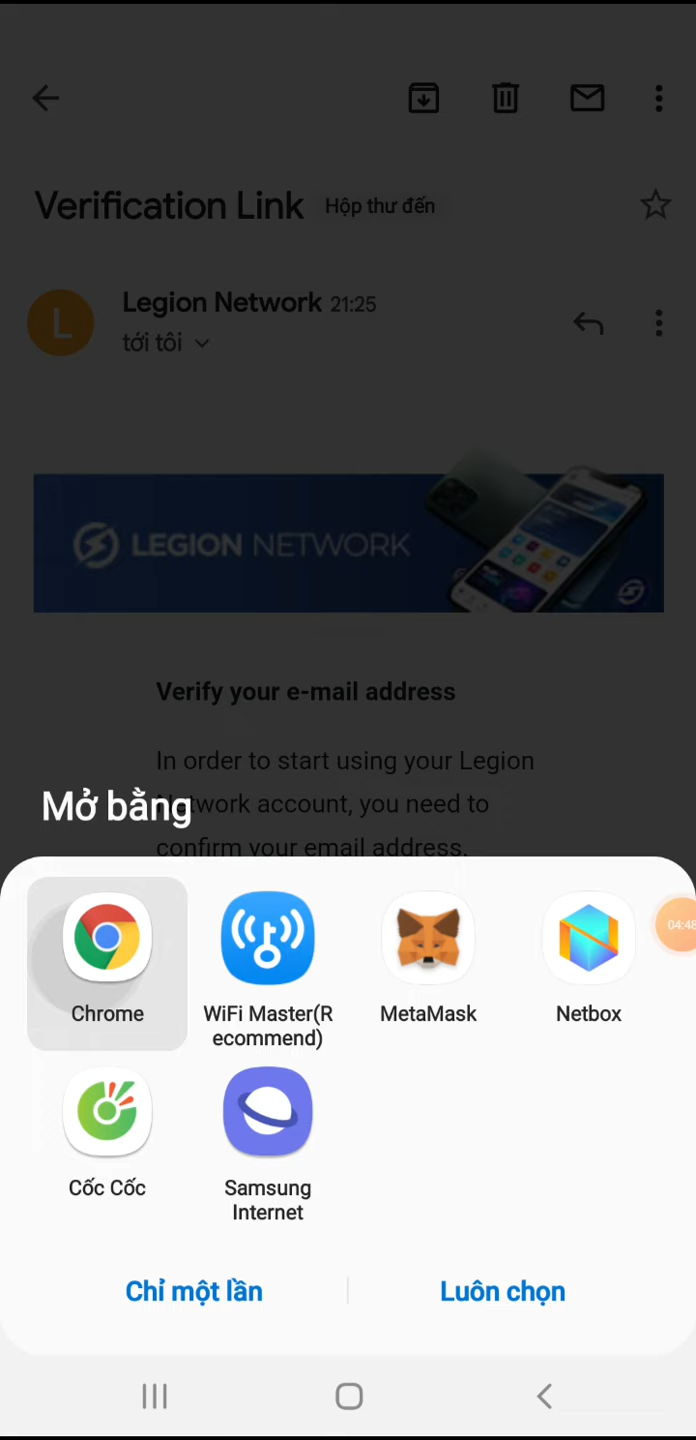 Verification Link Hộp thư đến
L
Legion Network 21:25
tới tôi
LEGION NETWORK
Verify your e-mail address
In order to start using your Legion
Network account, you need to
confirm your email address.
Mở bằng
04:48
Chrome
WiFi Master(R
ecommend)
MetaMask
Netbox
Cốc Cốc
Samsung
Internet
Chỉ một lần
Luôn chọn